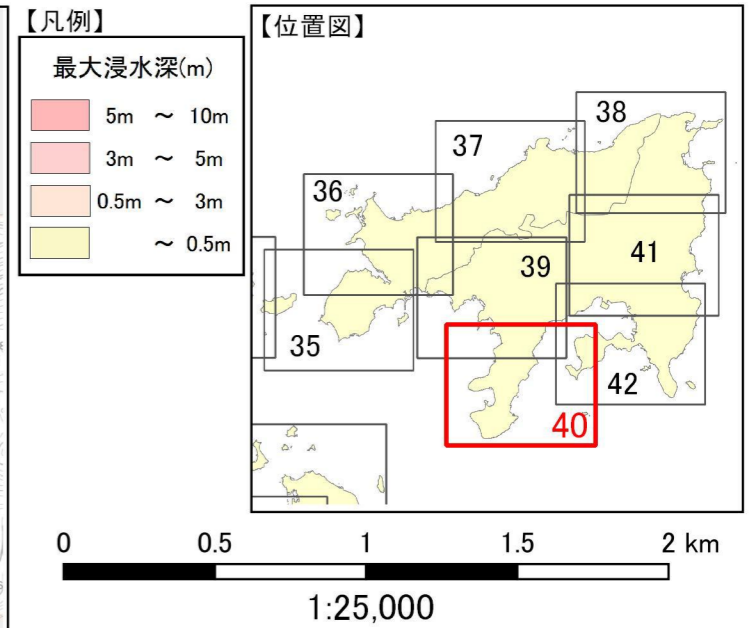 【凡例】
最大浸水深(m)
5m ～ 10m
3m ～ 5m
0.5m ～ 3m
～ 0.5m
【位置図】
38
37
36
39
41
35
42
40
0 0.5 1 1.5 2 km
1:25,000